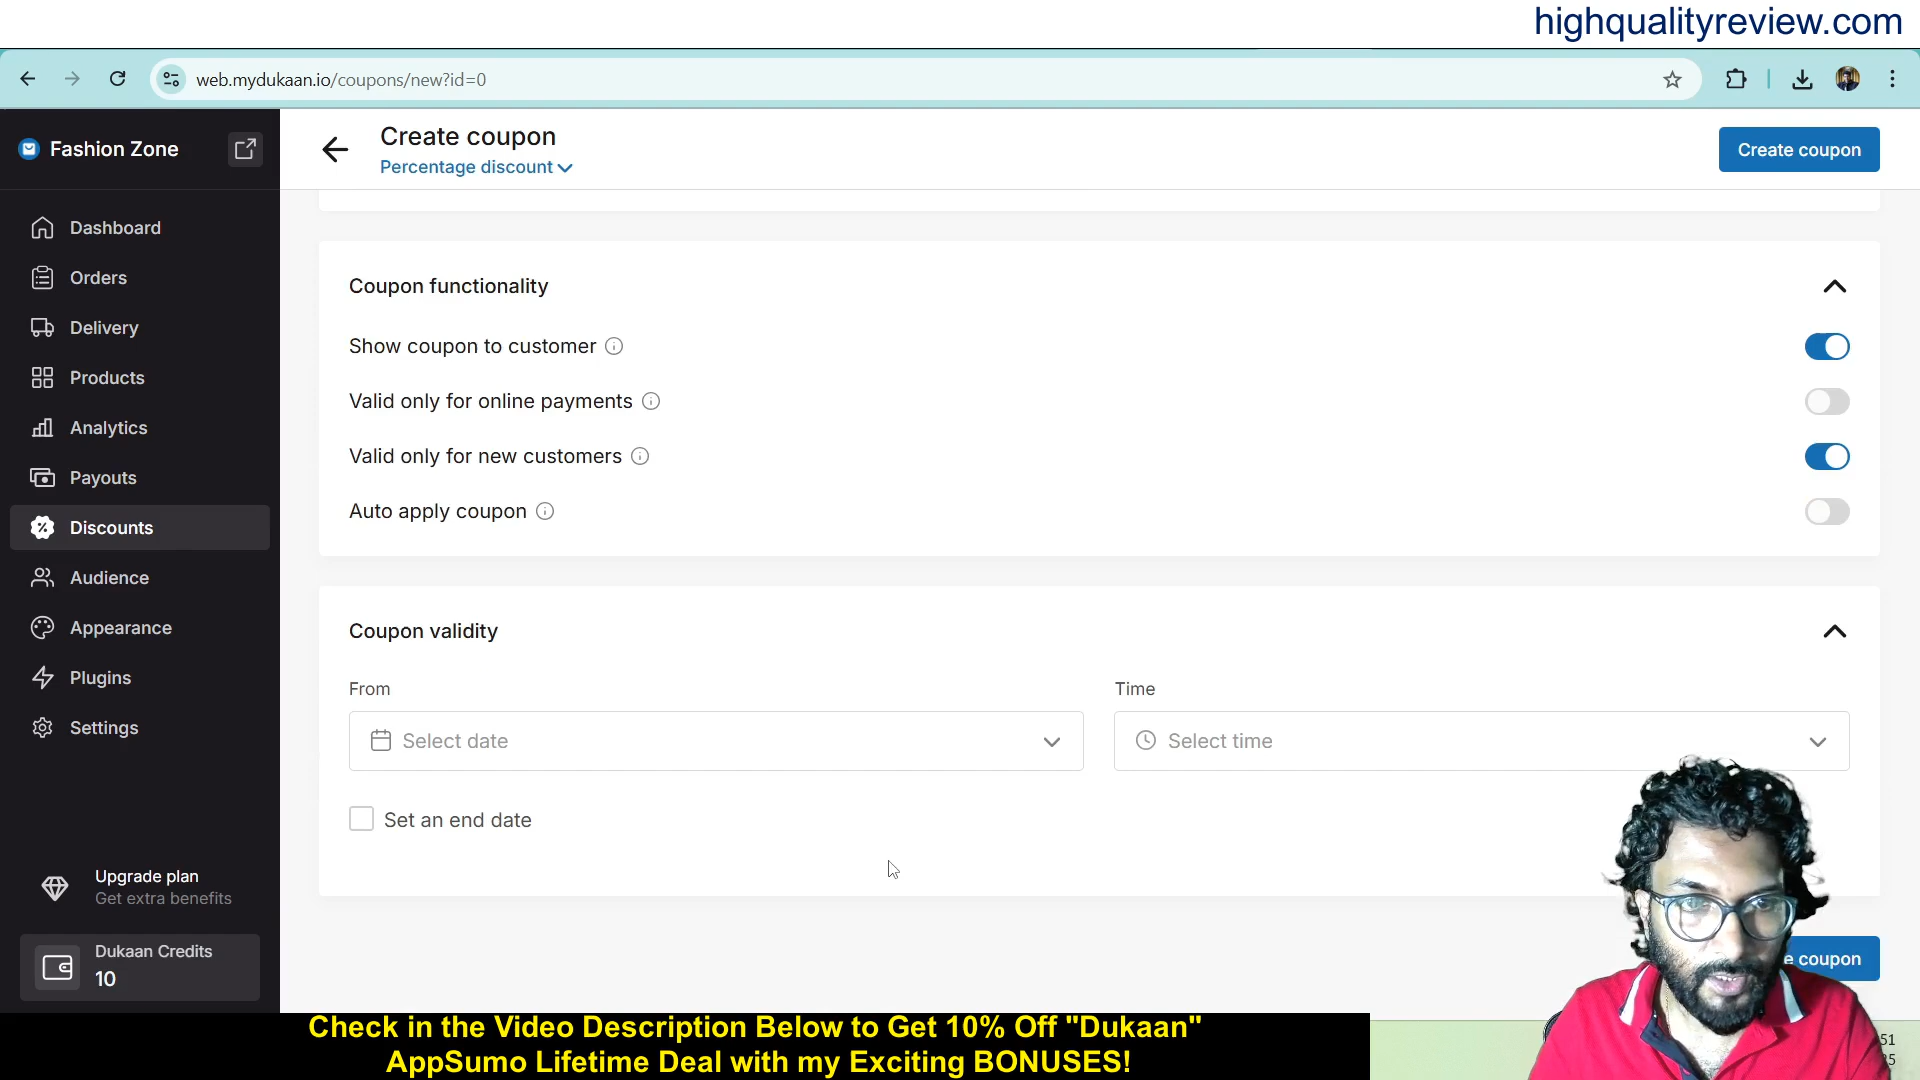 highqualityreview.com
web.mydukaan.io/coupons/new?id=0
Fashion Zone
Create coupon
Percentage discount
Create coupon
Dashboard
Orders
Delivery
Products
Analytics
Payouts
Discounts
Audience
Appearance
Plugins
Settings
Upgrade plan
Get extra benefits
Dukaan Credits
10
Coupon functionality
Show coupon to customer
Valid only for online payments
Valid only for new customers
Auto apply coupon
Coupon validity
From
Time
Select date
Select time
Set an end date
coupon
Check in the Video Description Below to Get 10% Off "Dukaan"
AppSumo Lifetime Deal with my Exciting BONUSES!